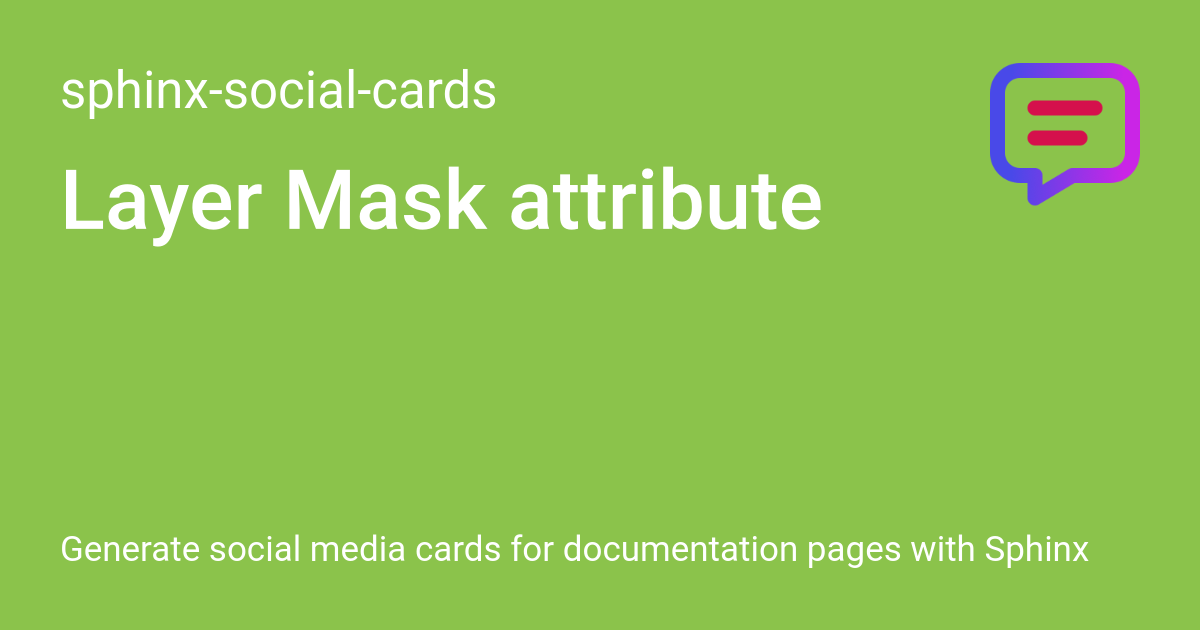 sphinx-social-cards
Layer Mask attribute
Generate social media cards for documentation pages with Sphinx